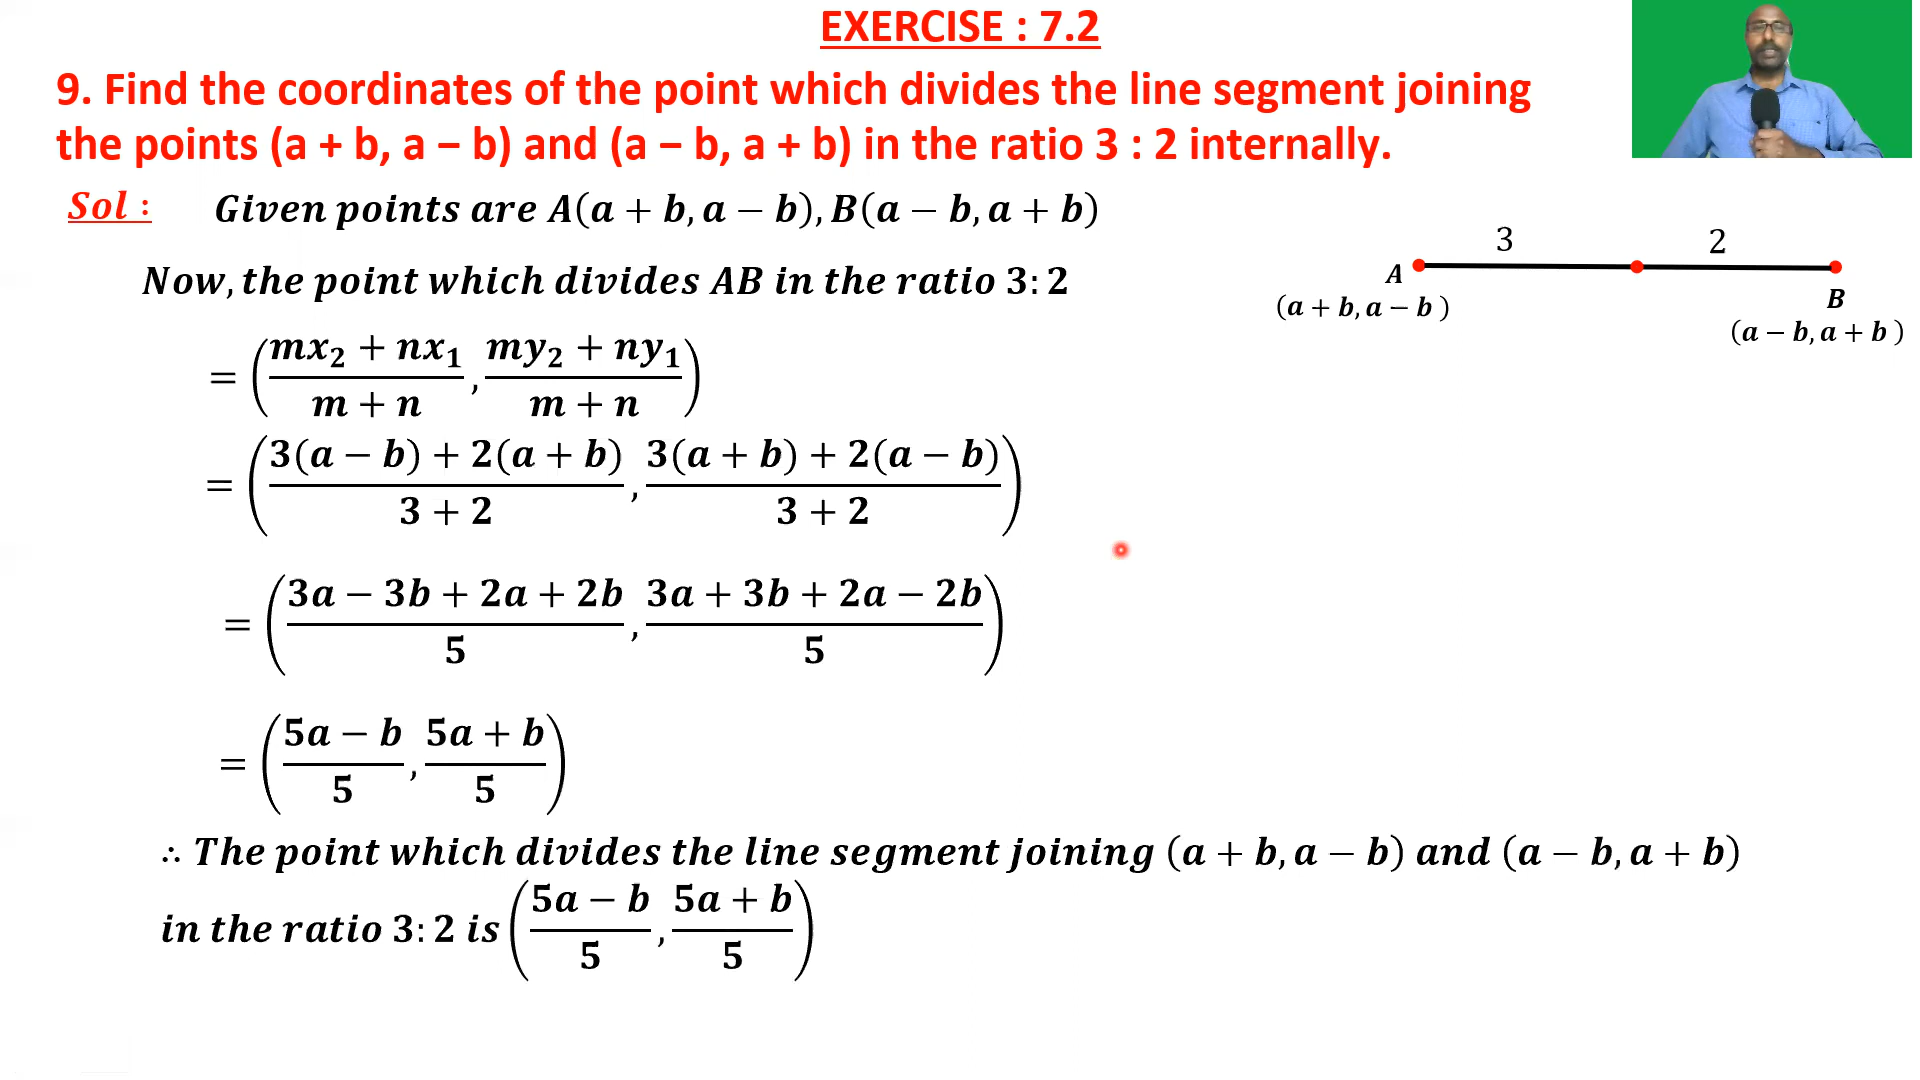 EXERCISE : 7.2
9. Find the coordinates of the point which divides the line segment joining
the points (a + b, a − b) and (a − b, a + b) in the ratio 3 : 2 internally.
Sol : Given points are A(a + b, a − b), B(a − b, a + b)
3 2
A
(a + b, a − b )
B
(a − b, a + b )
Now, the point which divides AB in the ratio 3: 2
= ( (mx₂ + nx₁)/(m + n) , (my₂ + ny₁)/(m + n) )
= ( (3(a − b) + 2(a + b))/(3 + 2) , (3(a + b) + 2(a − b))/(3 + 2) )
= ( (3a − 3b + 2a + 2b)/5 , (3a + 3b + 2a − 2b)/5 )
= ( (5a − b)/5 , (5a + b)/5 )
∴ The point which divides the line segment joining (a + b, a − b) and (a − b, a + b)
in the ratio 3: 2 is ( (5a − b)/5 , (5a + b)/5 )